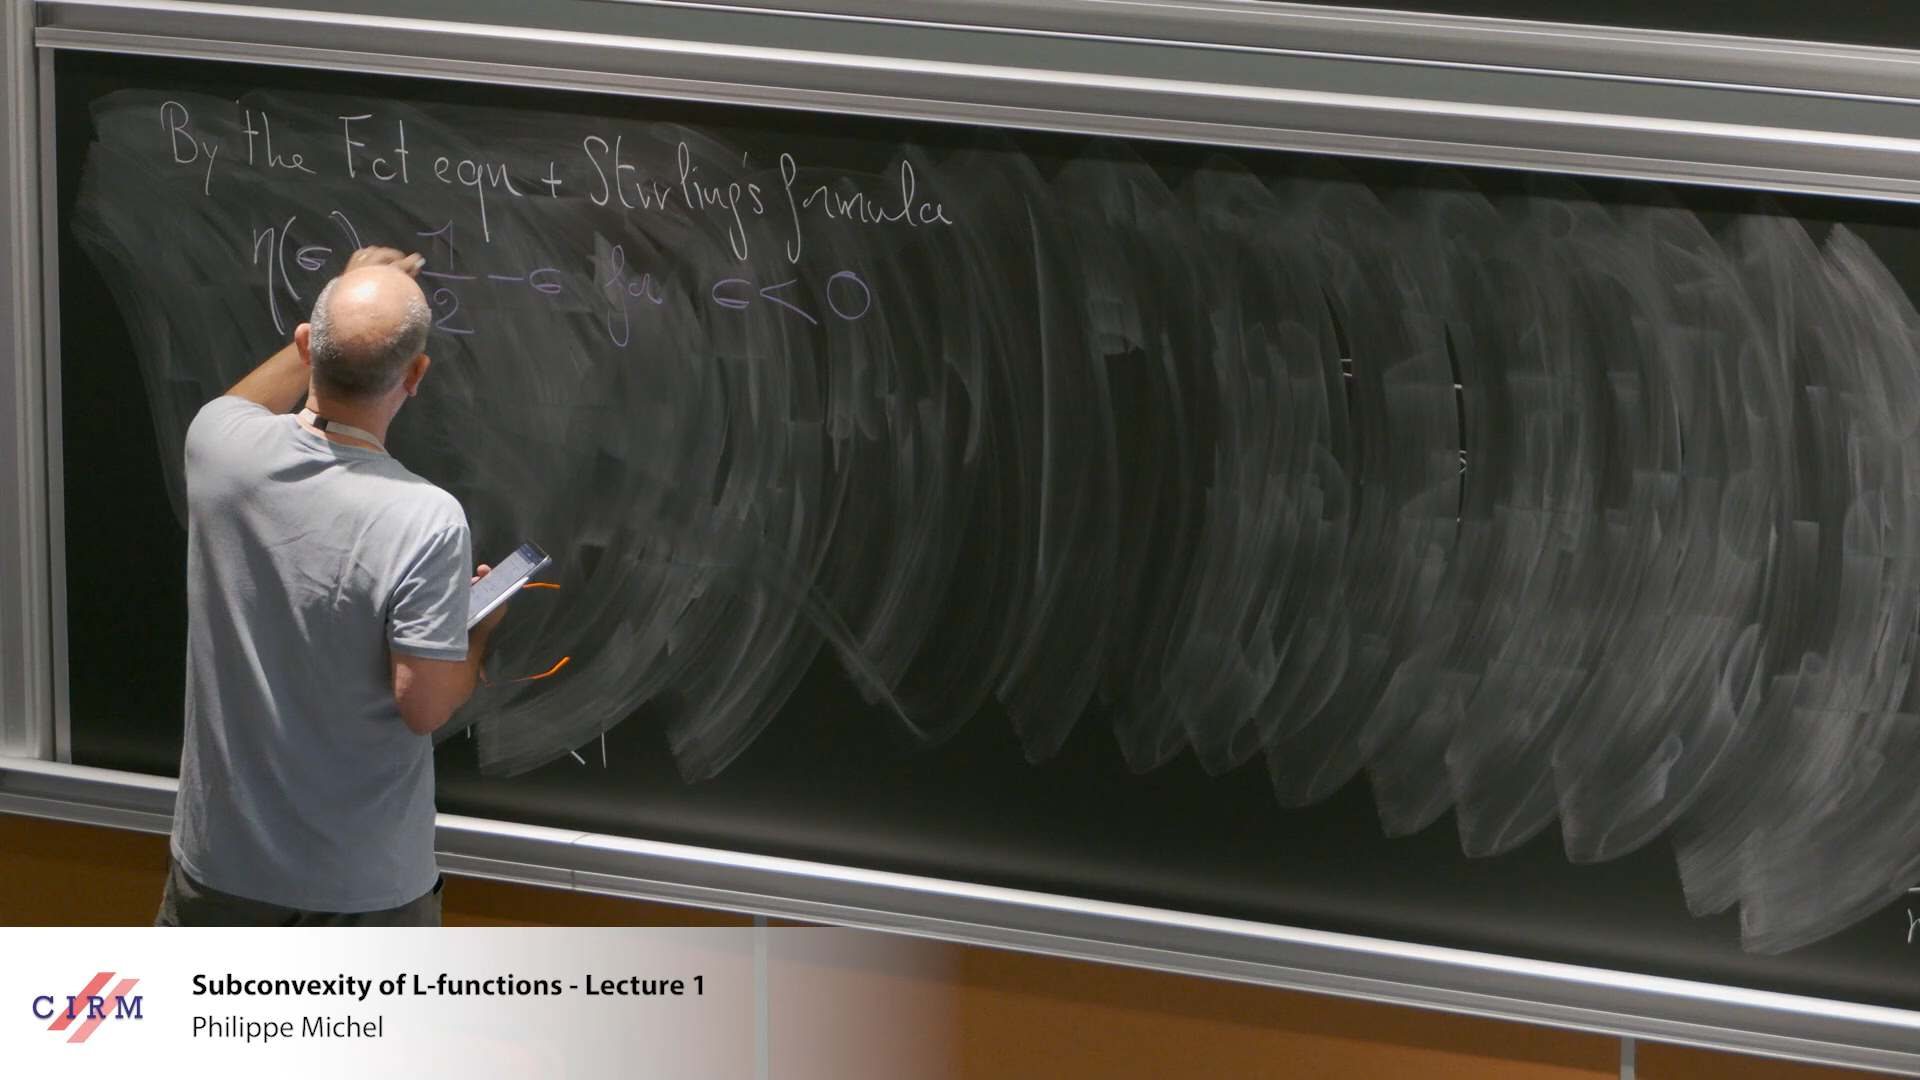 By the Fct eqn + Stirling's formula
η(σ) 1/2 - σ for σ < 0
CIRM
Subconvexity of L-functions - Lecture 1
Philippe Michel